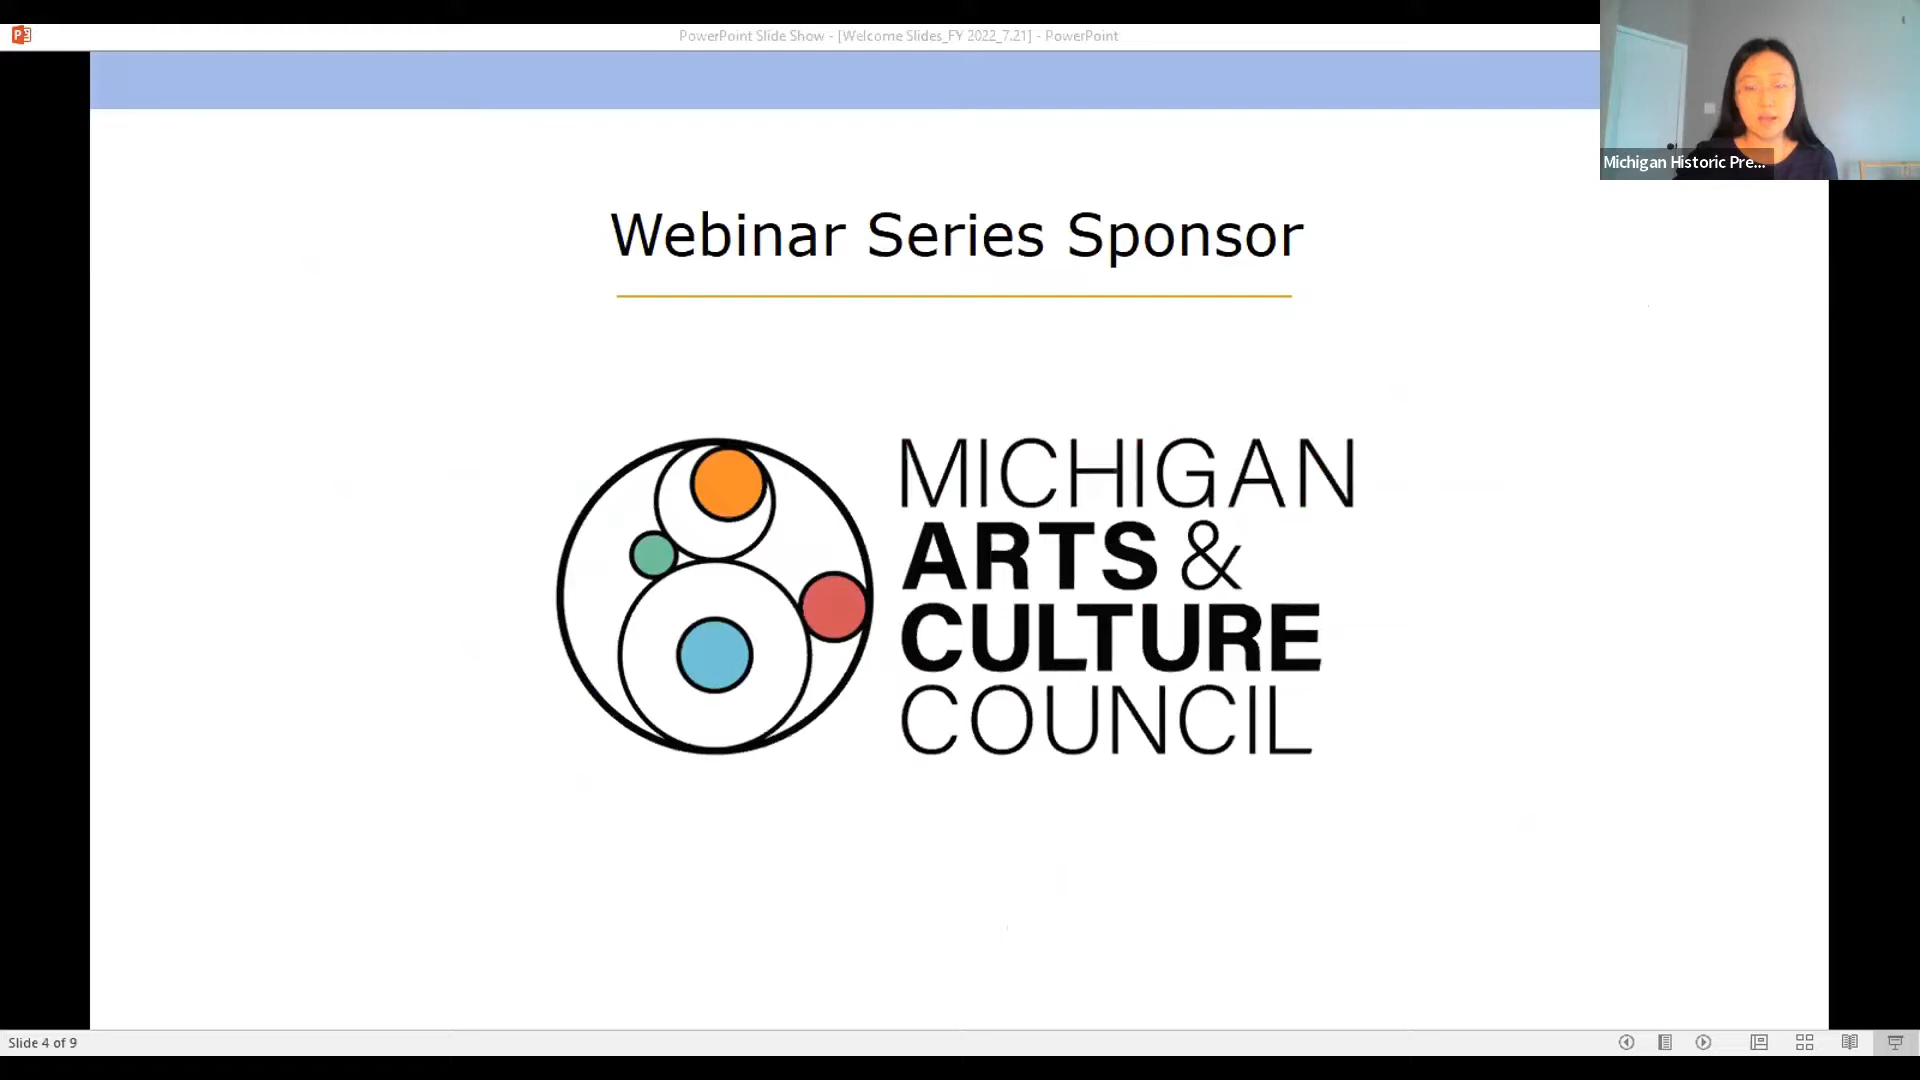 PowerPoint Slide Show - [Welcome Slides_FY 2022_7.21] - PowerPoint
Michigan Historic Pre...
Webinar Series Sponsor
MICHIGAN
ARTS &
CULTURE
COUNCIL
Slide 4 of 9